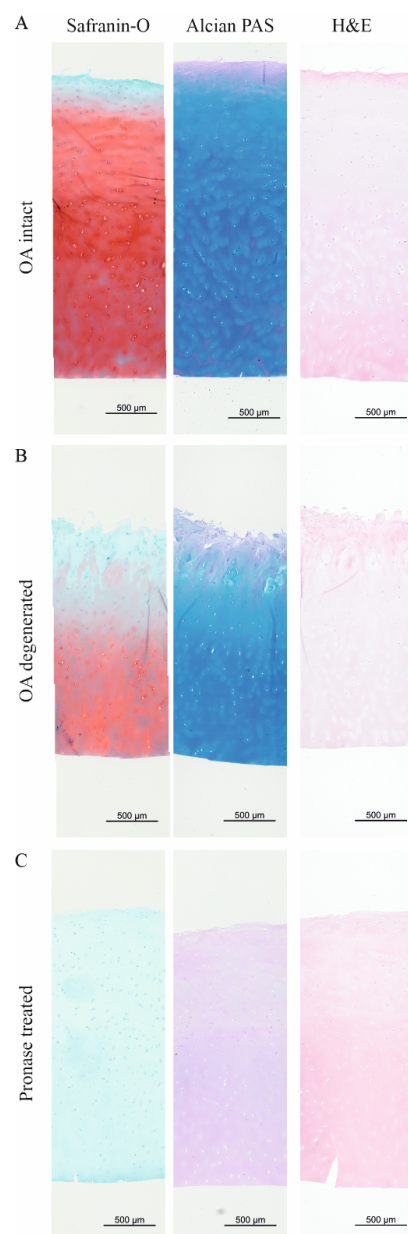 A
Safranin-O
Alcian PAS
H&E
OA intact
500 µm
500 µm
500 µm
B
OA degenerated
500 µm
500 µm
500 µm
C
Pronase treated
500 µm
500 µm
500 µm